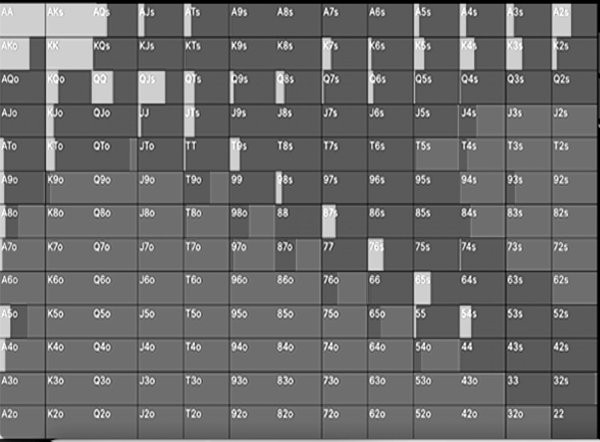 AA AKs AQs AJs ATs A9s A8s A7s A6s A5s A4s A3s A2s
AKo KK KQs KJs KTs K9s K8s K7s K6s K5s K4s K3s K2s
AQo KQo QQ QJs QTs Q9s Q8s Q7s Q6s Q5s Q4s Q3s Q2s
AJo KJo QJo JJ JTs J9s J8s J7s J6s J5s J4s J3s J2s
ATo KTo QTo JTo TT T9s T8s T7s T6s T5s T4s T3s T2s
A9o K9o Q9o J9o T9o 99 98s 97s 96s 95s 94s 93s 92s
A8o K8o Q8o J8o T8o 98o 88 87s 86s 85s 84s 83s 82s
A7o K7o Q7o J7o T7o 97o 87o 77 76s 75s 74s 73s 72s
A6o K6o Q6o J6o T6o 96o 86o 76o 66 65s 64s 63s 62s
A5o K5o Q5o J5o T5o 95o 85o 75o 65o 55 54s 53s 52s
A4o K4o Q4o J4o T4o 94o 84o 74o 64o 54o 44 43s 42s
A3o K3o Q3o J3o T3o 93o 83o 73o 63o 53o 43o 33 32s
A2o K2o Q2o J2o T2o 92o 82o 72o 62o 52o 42o 32o 22